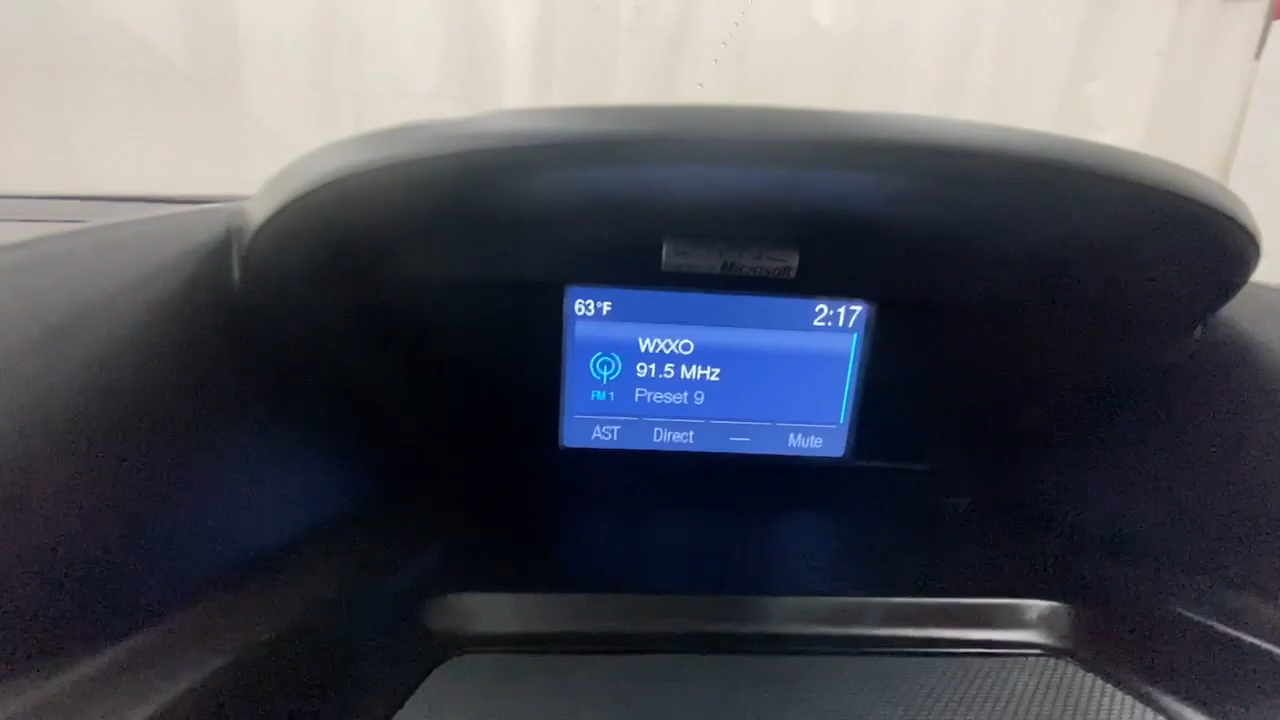 Microsoft
63°F 2:17
WXXO
91.5 MHz
FM 1 Preset 9
AST Direct — Mute